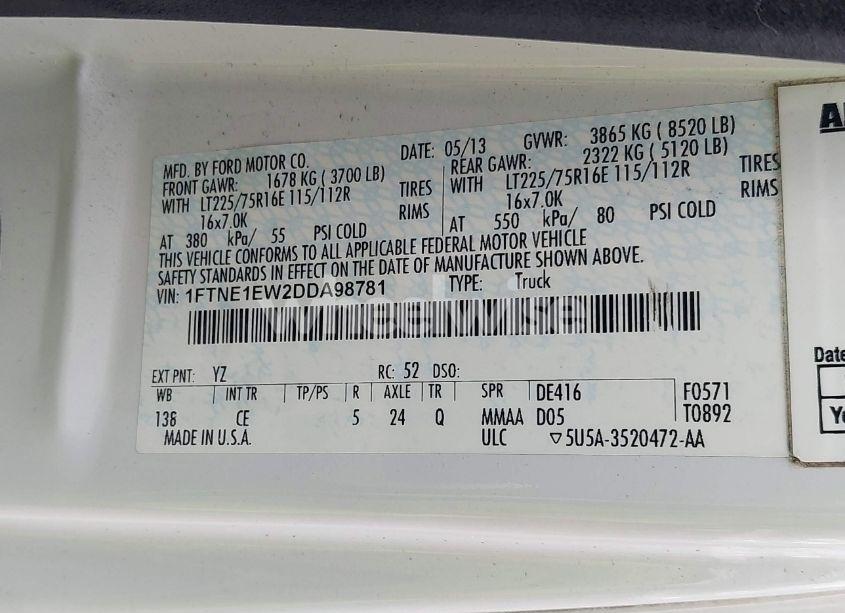 MFD. BY FORD MOTOR CO.
DATE: 05/13 GVWR: 3865 KG ( 8520 LB)
FRONT GAWR: 1678 KG ( 3700 LB) REAR GAWR: 2322 KG ( 5120 LB)
WITH LT225/75R16E 115/112R TIRES WITH LT225/75R16E 115/112R TIRES
16x7.0K RIMS 16x7.0K RIMS
AT 380 kPa/ 55 PSI COLD AT 550 kPa/ 80 PSI COLD
THIS VEHICLE CONFORMS TO ALL APPLICABLE FEDERAL MOTOR VEHICLE
SAFETY STANDARDS IN EFFECT ON THE DATE OF MANUFACTURE SHOWN ABOVE.
VIN: 1FTNE1EW2DDA98781 TYPE: Truck
EXT PNT: YZ RC: 52 DSO:
WB INT TR TP/PS R AXLE TR SPR DE416 F0571
138 CE 5 24 Q MMAA D05 T0892
MADE IN U.S.A. ULC ▽5U5A-3520472-AA
Date